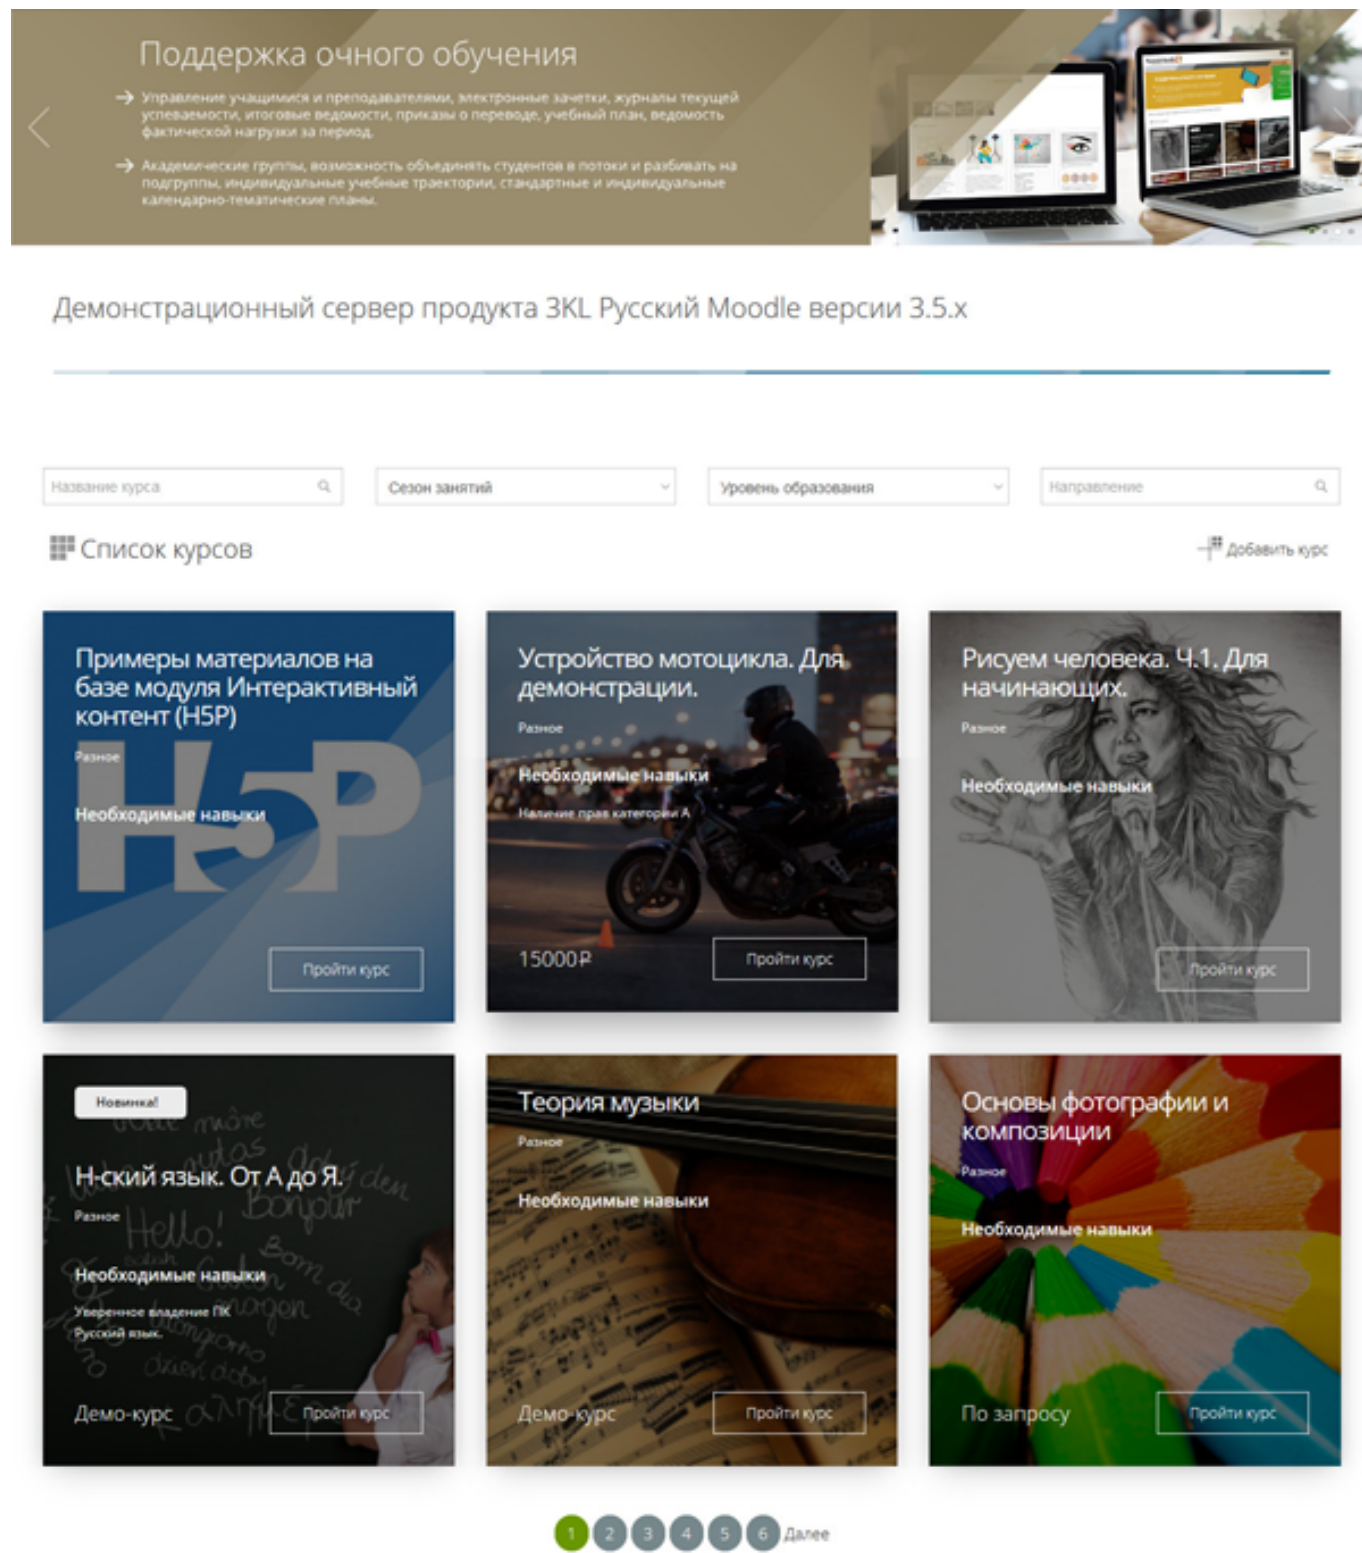 Поддержка очного обучения
Управление учащимися и преподавателями, электронные зачетки, журналы текущей
успеваемости, итоговые ведомости, приказы о переводе, учебный план, ведомость
фактической нагрузки за период.
Академические группы, возможность объединять студентов в потоки и разбивать на
подгруппы, индивидуальные учебные траектории, стандартные и индивидуальные
календарно-тематические планы.
Демонстрационный сервер продукта 3KL Русский Moodle версии 3.5.x
Название курса
Сезон занятий
Уровень образования
Направление
Список курсов
Добавить курс
Примеры материалов на
базе модуля Интерактивный
контент (H5P)
Разное
H5P
Необходимые навыки
Пройти курс
Устройство мотоцикла. Для
демонстрации.
Разное
Необходимые навыки
Наличие прав категории А
15000₽
Пройти курс
Рисуем человека. Ч.1. Для
начинающих.
Разное
Необходимые навыки
Пройти курс
Новинка!
Н-ский язык. От А до Я.
Разное
Hello!
Bonjour
Bom dia
dzień doby
Необходимые навыки
Уверенное владение ПК
Русский язык.
Демо-курс
Пройти курс
Теория музыки
Разное
Необходимые навыки
Демо-курс
Пройти курс
Основы фотографии и
композиции
Разное
Необходимые навыки
По запросу
Пройти курс
1 2 3 4 5 6 Далее